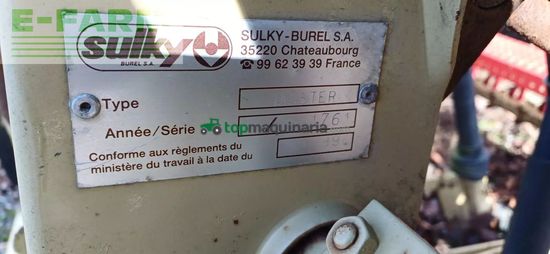 E-FARM
sulky
BUREL S.A.
SULKY-BUREL S.A.
35220 Chateaubourg
☎ 99 62 39 39 France
Type
Année/Série
topmaquinaria
Conforme aux règlements du
ministère du travail à la date du